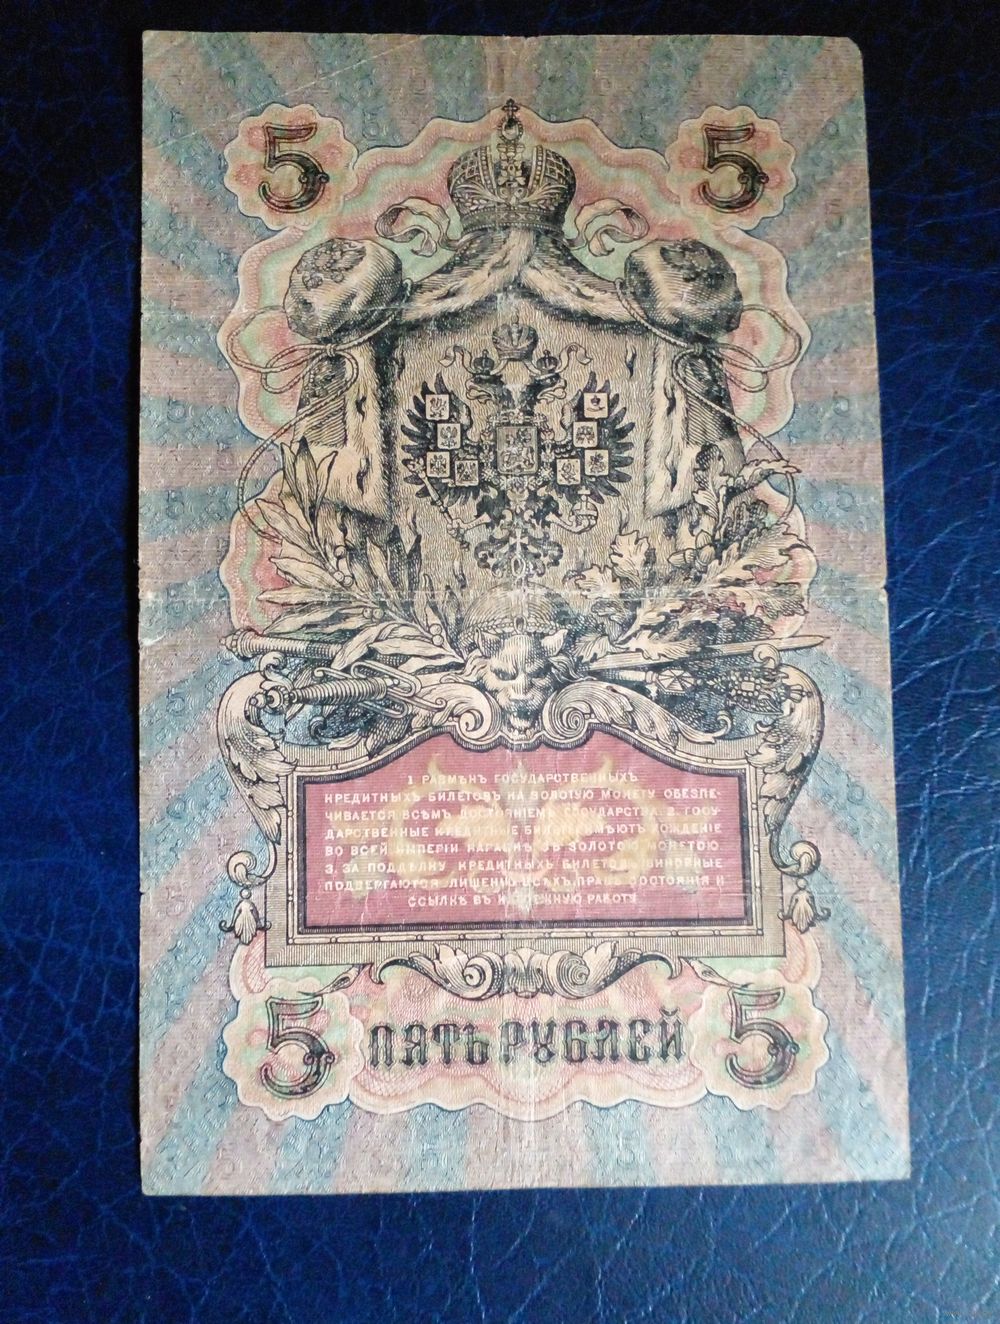 5 5
1 РАЗМѢНЪ ГОСУДАРСТВЕННЫХЪ
КРЕДИТНЫХЪ БИЛЕТОВЪ НА ЗОЛОТУЮ МОНЕТУ ОБЕЗПЕ-
ЧИВАЕТСЯ ВСѢМЪ ДОСТОЯНІЕМЪ ГОСУДАРСТВА. 2. ГОСУ-
ДАРСТВЕННЫЕ КРЕДИТНЫЕ БИЛЕТЫ ИМѢЮТЪ ХОЖДЕНІЕ
ВО ВСЕЙ ИМПЕРІИ НАРАВНѢ СЪ ЗОЛОТОЮ МОНЕТОЮ
3. ЗА ПОДДѢЛКУ КРЕДИТНЫХЪ БИЛЕТОВЪ ВИНОВНЫЕ
ПОДВЕРГАЮТСЯ ЛИШЕНІЮ ВСѢХЪ ПРАВЪ СОСТОЯНІЯ И
ССЫЛКѢ ВЪ КАТОРЖНУЮ РАБОТУ
5 ПЯТЬ РУБЛЕЙ 5